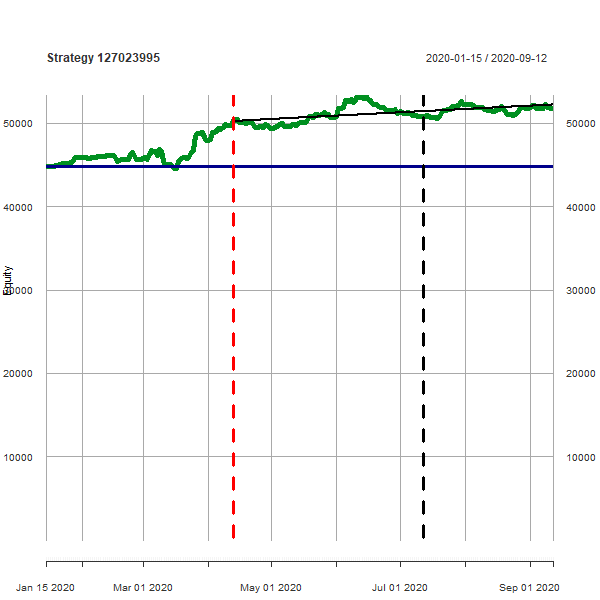 Strategy 127023995
2020-01-15 / 2020-09-12
50000
50000
40000
40000
Equity
30000
30000
20000
20000
10000
10000
Jan 15 2020
Mar 01 2020
May 01 2020
Jul 01 2020
Sep 01 2020